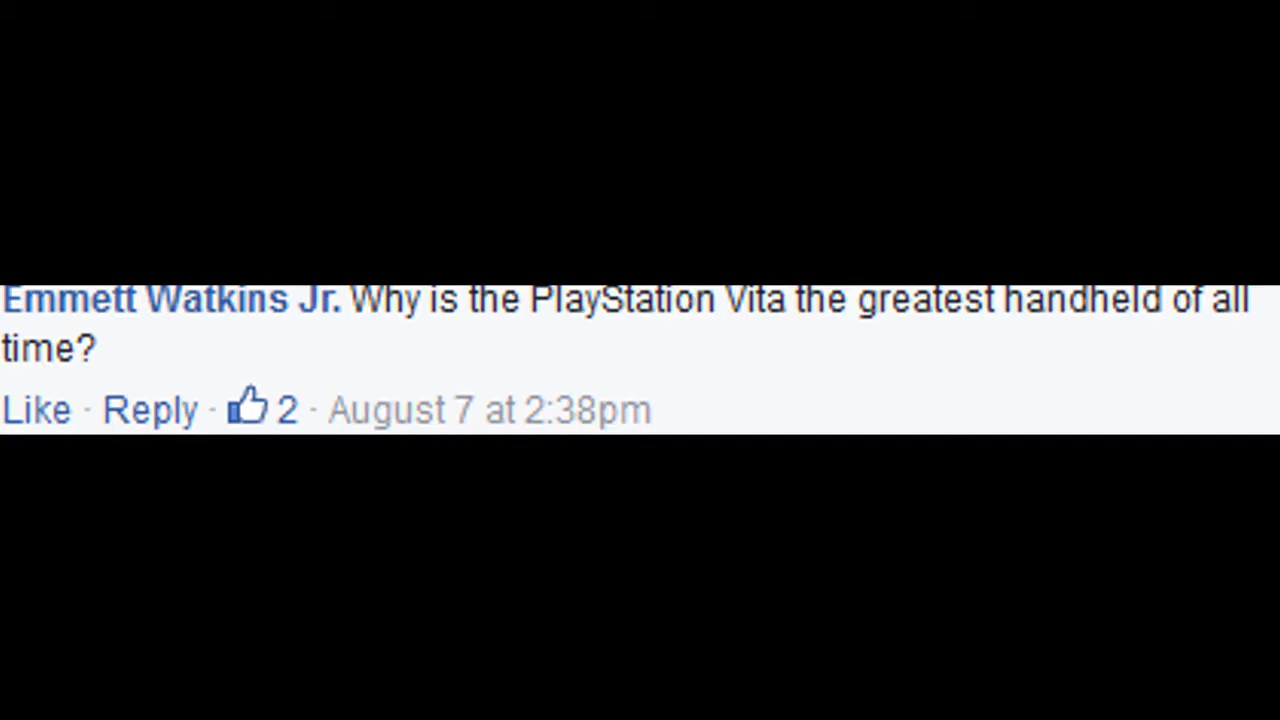 Emmett Watkins Jr. Why is the PlayStation Vita the greatest handheld of all
time?
Like · Reply · 2 · August 7 at 2:38pm